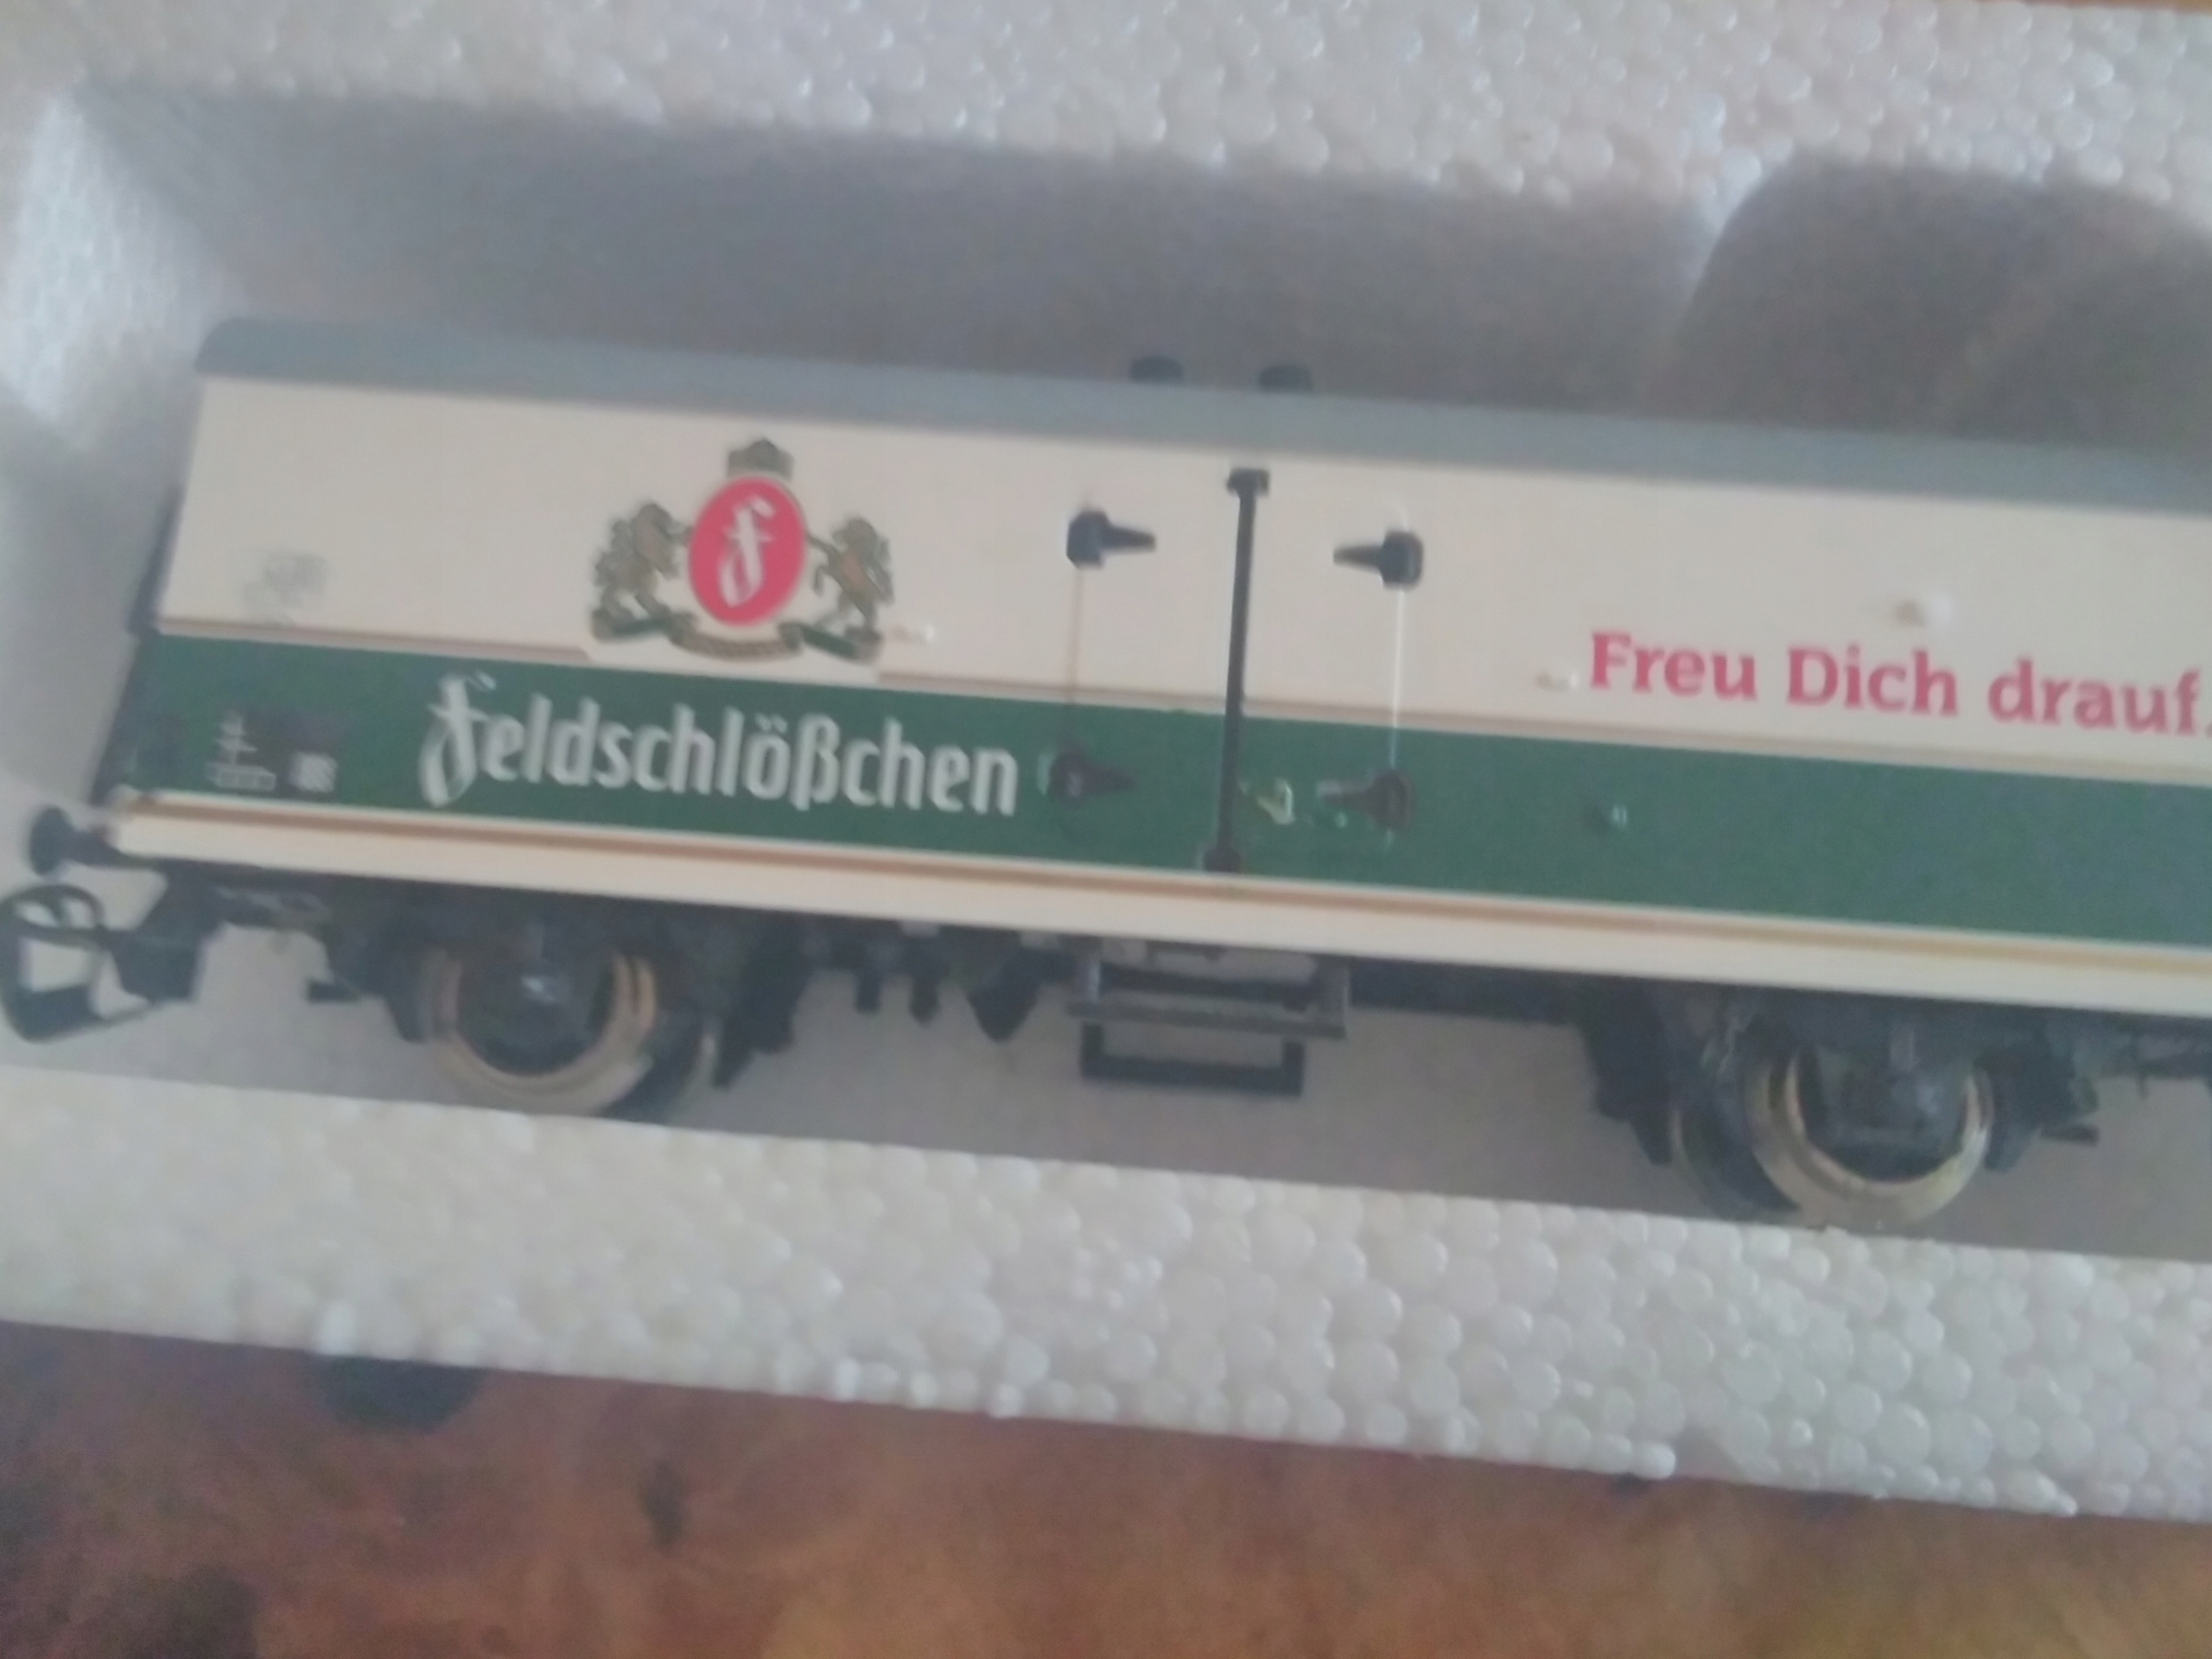 f
Freu Dich drauf.
Feldschlößchen